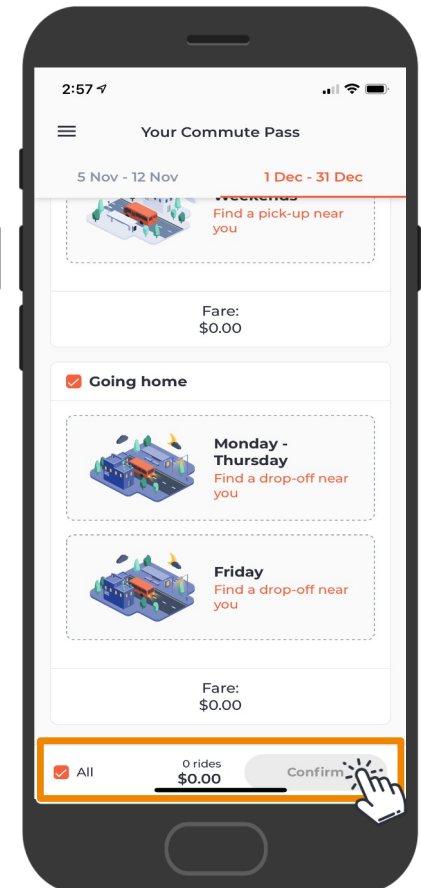 2:57
Your Commute Pass
5 Nov - 12 Nov
1 Dec - 31 Dec
Weekends
Find a pick-up near
you
Fare:
$0.00
Going home
Monday -
Thursday
Find a drop-off near
you
Friday
Find a drop-off near
you
Fare:
$0.00
All
0 rides
$0.00
Confirm